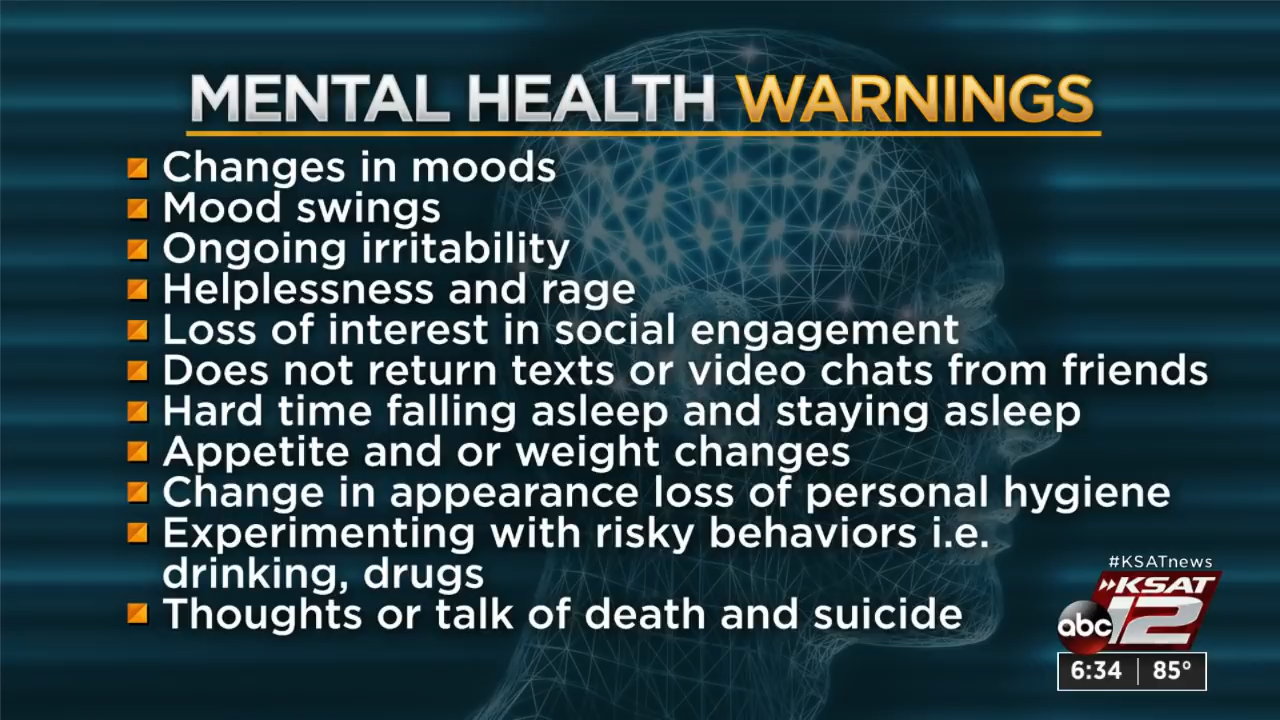 MENTAL HEALTH WARNINGS
Changes in moods
Mood swings
Ongoing irritability
Helplessness and rage
Loss of interest in social engagement
Does not return texts or video chats from friends
Hard time falling asleep and staying asleep
Appetite and or weight changes
Change in appearance loss of personal hygiene
Experimenting with risky behaviors i.e.
drinking, drugs
Thoughts or talk of death and suicide
#KSATnews
KSAT
abc 12
6:34 85°